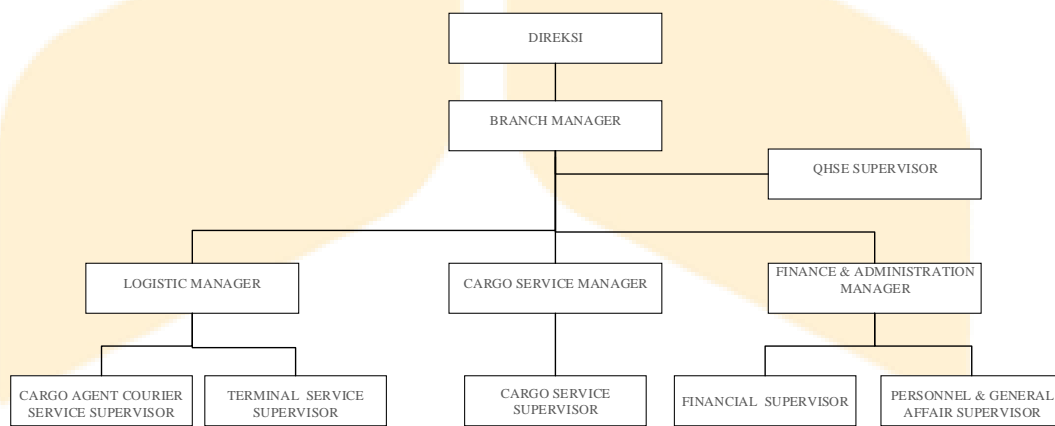 DIREKSI
BRANCH MANAGER
QHSE SUPERVISOR
LOGISTIC MANAGER
CARGO SERVICE MANAGER
FINANCE & ADMINISTRATION
MANAGER
CARGO AGENT COURIER
SERVICE SUPERVISOR
TERMINAL SERVICE
SUPERVISOR
CARGO SERVICE
SUPERVISOR
FINANCIAL SUPERVISOR
PERSONNEL & GENERAL
AFFAIR SUPERVISOR